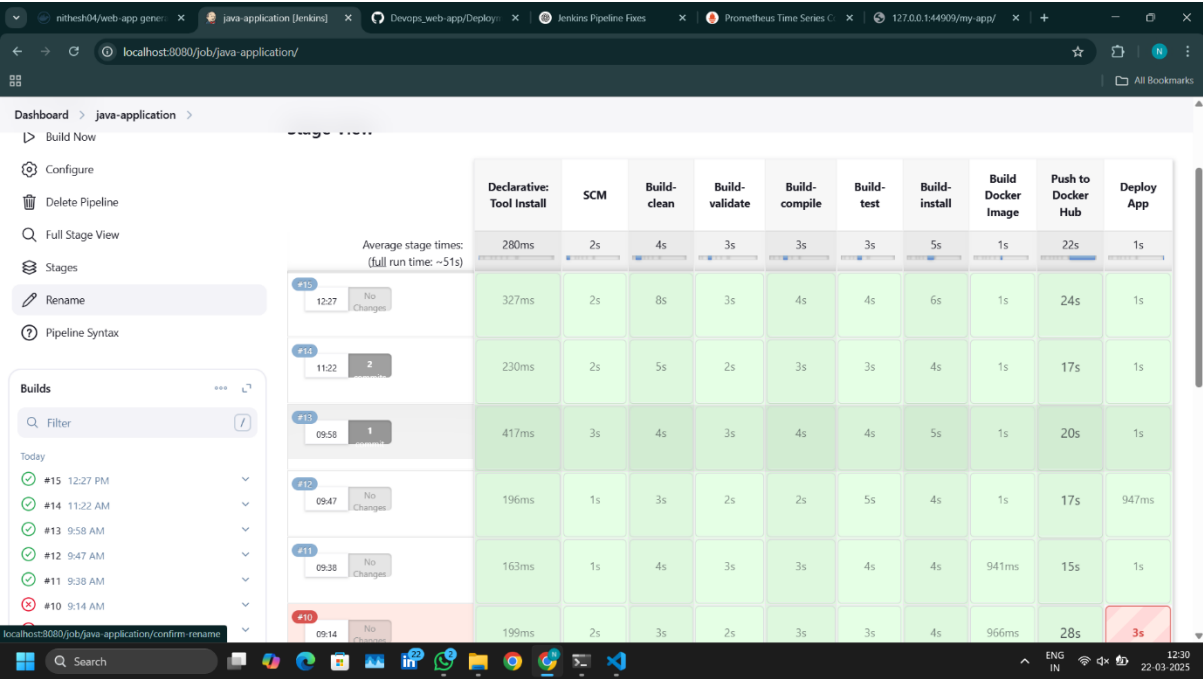 nithesh04/web-app genera
java-application [Jenkins]
Devops_web-app/Deploym
Jenkins Pipeline Fixes
Prometheus Time Series C
127.0.0.1:44909/my-app/
localhost:8080/job/java-application/
N
All Bookmarks
Dashboard > java-application >
Build Now
Configure
Delete Pipeline
Full Stage View
Stages
Rename
Pipeline Syntax
Builds
Filter
/
Today
#15 12:27 PM
#14 11:22 AM
#13 9:58 AM
#12 9:47 AM
#11 9:38 AM
#10 9:14 AM
localhost:8080/job/java-application/confirm-rename
Stage View
Declarative: Tool Install SCM Build-clean Build-validate Build-compile Build-test Build-install Build Docker Image Push to Docker Hub Deploy App
Average stage times: 280ms 2s 4s 3s 3s 3s 5s 1s 22s 1s
(full run time: ~51s)
#15
12:27 No Changes 327ms 2s 8s 3s 4s 4s 6s 1s 24s 1s
#14
11:22 2 commits 230ms 2s 5s 2s 3s 3s 4s 1s 17s 1s
#13
09:58 1 commit 417ms 3s 4s 3s 4s 4s 5s 1s 20s 1s
#12
09:47 No Changes 196ms 1s 3s 2s 2s 5s 4s 1s 17s 947ms
#11
09:38 No Changes 163ms 1s 4s 3s 3s 4s 4s 941ms 15s 1s
#10
09:14 No Changes 199ms 2s 3s 2s 3s 3s 4s 966ms 28s 3s
Search
22
2
ENG
IN
12:30
22-03-2025